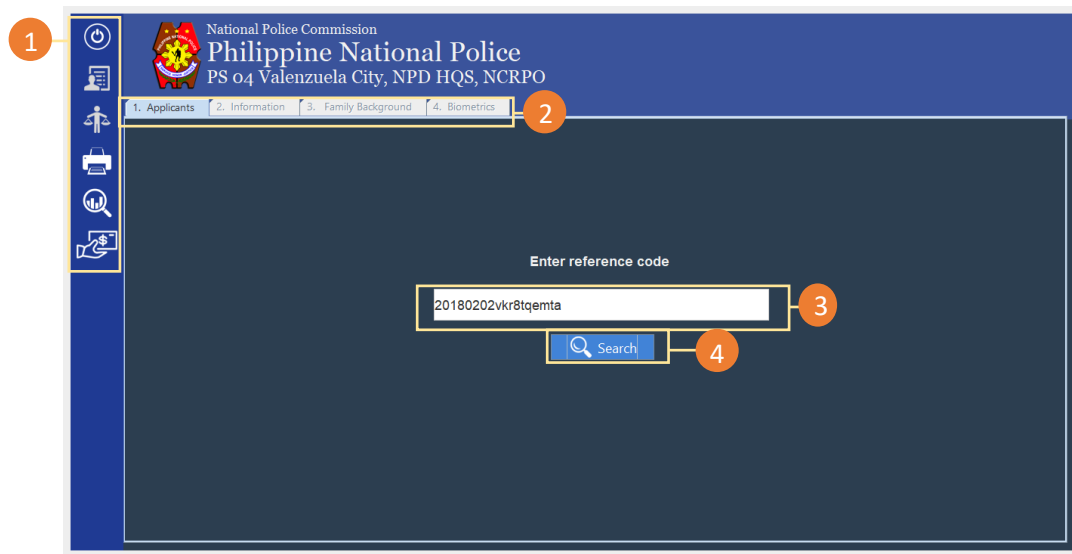 1
National Police Commission
Philippine National Police
PS 04 Valenzuela City, NPD HQS, NCRPO
1. Applicants 2. Information 3. Family Background 4. Biometrics
2
Enter reference code
20180202vkr8tqemta
3
Search
4